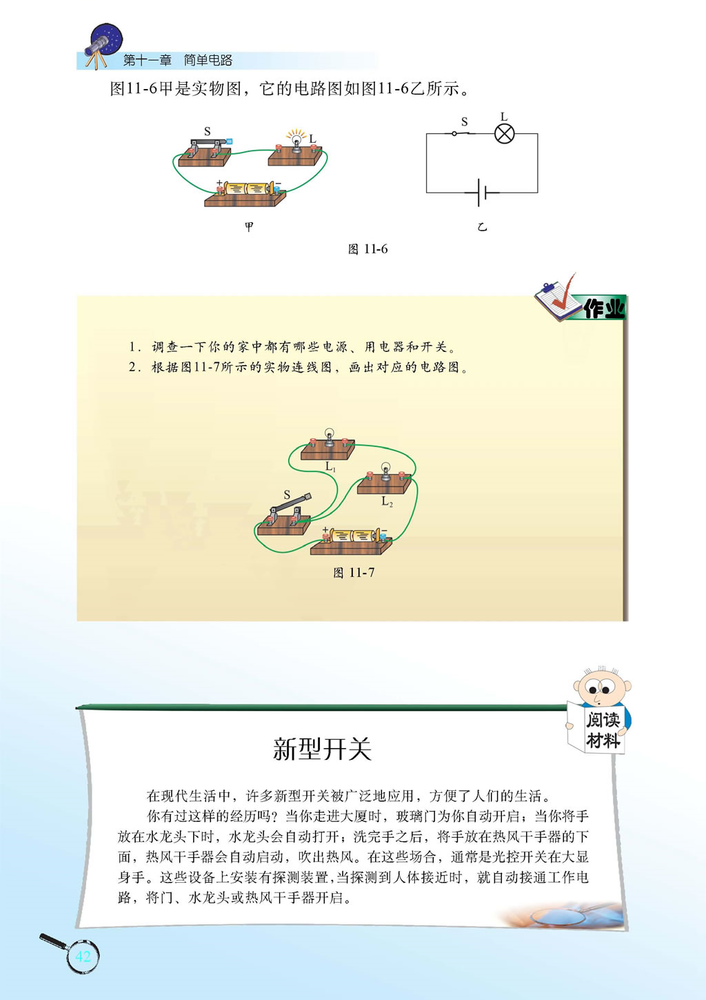 第十一章 简单电路
图11-6甲是实物图，它的电路图如图11-6乙所示。
S
L
+
−
甲
S
L
乙
图 11-6
作业
1. 调查一下你的家中都有哪些电源、用电器和开关。
2. 根据图11-7所示的实物连线图，画出对应的电路图。
L₁
S
L₂
+
−
图 11-7
阅读
材料
新型开关
在现代生活中，许多新型开关被广泛地应用，方便了人们的生活。
你有过这样的经历吗？当你走进大厦时，玻璃门为你自动开启；当你将手
放在水龙头下时，水龙头会自动打开；洗完手之后，将手放在热风干手器的下
面，热风干手器会自动启动，吹出热风。在这些场合，通常是光控开关在大显
身手。这些设备上安装有探测装置，当探测到人体接近时，就自动接通工作电
路，将门、水龙头或热风干手器开启。
42